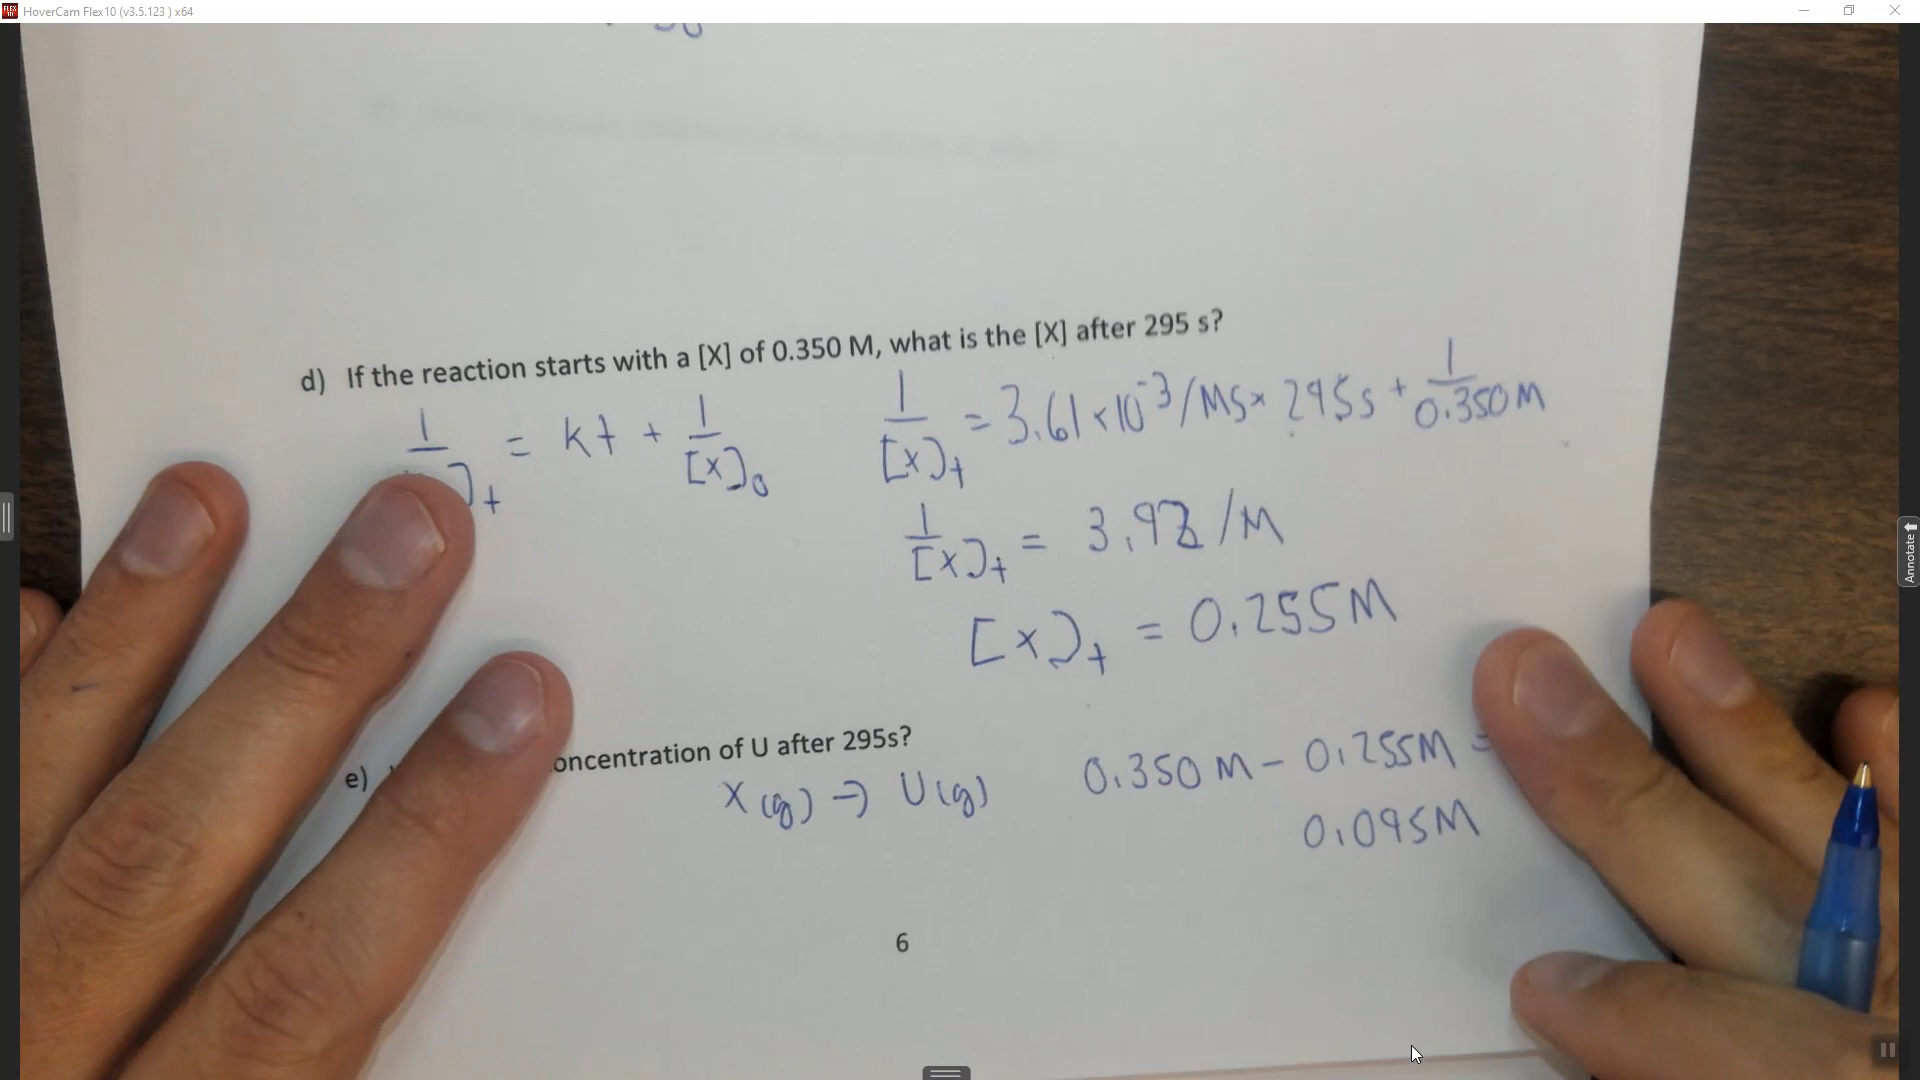 HoverCam Flex10 (v3.5.123 ) x64
d) If the reaction starts with a [X] of 0.350 M, what is the [X] after 295 s?
1/[ ]t = kt + 1/[x]0
1/[x]t = 3.61 × 10^-3 /Ms × 295s + 1/0.350 M
1/[x]t = 3.92 /M
[x]t = 0.255 M
e) oncentration of U after 295s?
X(g) → U(g)
0.350 M - 0.255M =
0.095M
6
Annotate